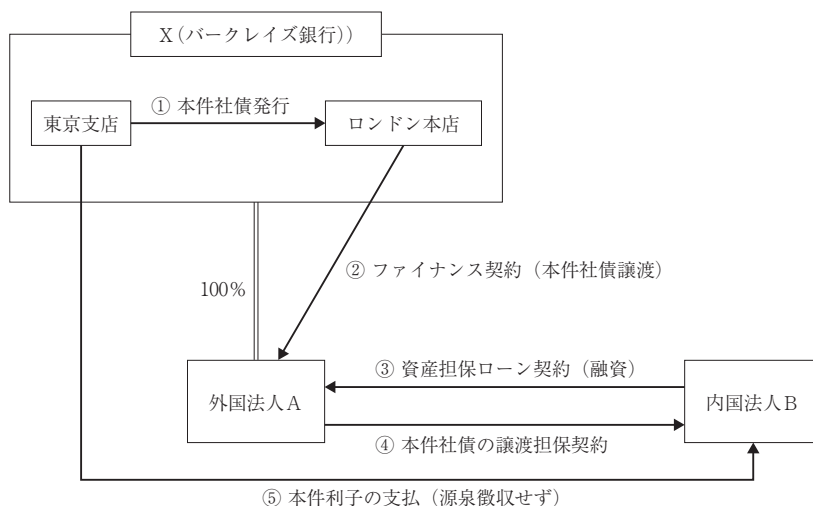 X(バークレイズ銀行))
① 本件社債発行
東京支店
ロンドン本店
② ファイナンス契約(本件社債譲渡)
100%
③ 資産担保ローン契約(融資)
外国法人A
内国法人B
④ 本件社債の譲渡担保契約
⑤ 本件利子の支払(源泉徴収せず)